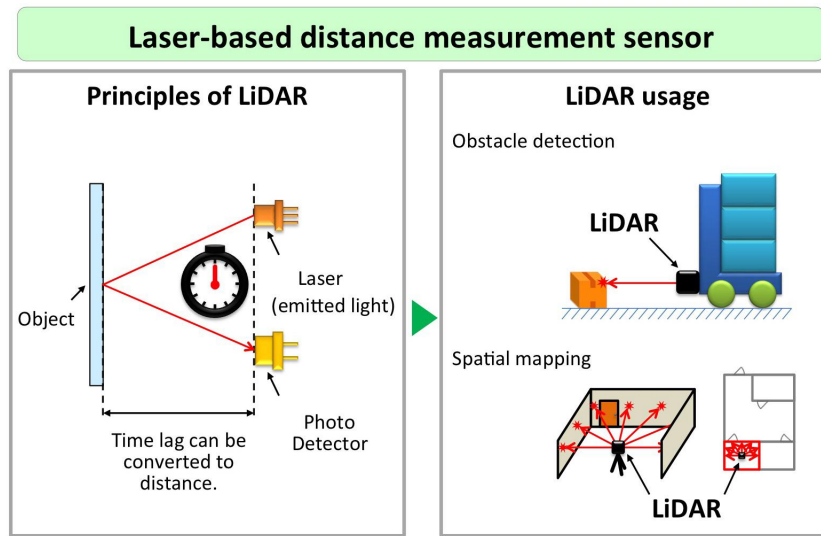 Laser-based distance measurement sensor
Principles of LiDAR
Object
Laser
(emitted light)
Photo
Detector
Time lag can be
converted to
distance.
LiDAR usage
Obstacle detection
LiDAR
Spatial mapping
LiDAR